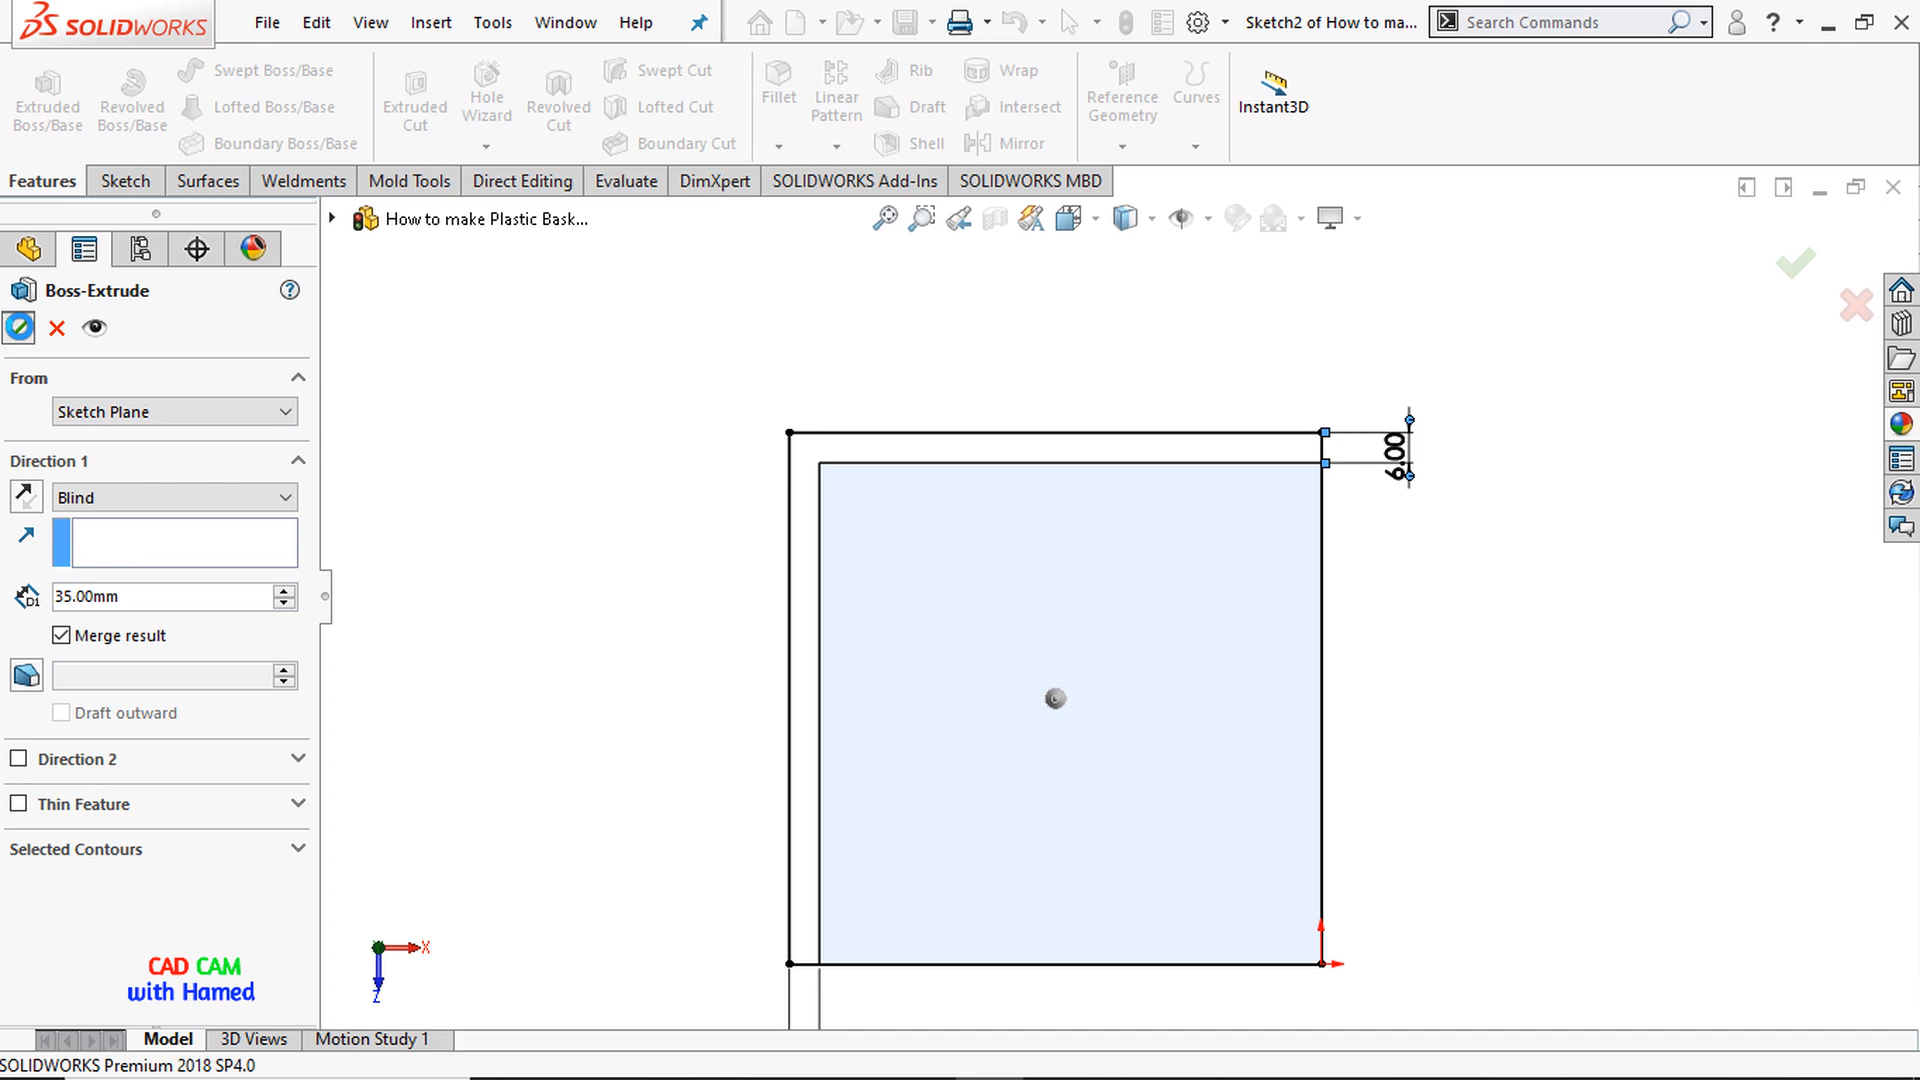 SOLIDWORKS
File Edit View Insert Tools Window Help
Sketch2 of How to ma...
Search Commands
?
Extruded Boss/Base
Revolved Boss/Base
Swept Boss/Base
Lofted Boss/Base
Boundary Boss/Base
Extruded Cut
Hole Wizard
Revolved Cut
Swept Cut
Lofted Cut
Boundary Cut
Fillet
Linear Pattern
Rib
Draft
Shell
Wrap
Intersect
Mirror
Reference Geometry
Curves
Instant3D
Features Sketch Surfaces Weldments Mold Tools Direct Editing Evaluate DimXpert SOLIDWORKS Add-Ins SOLIDWORKS MBD
How to make Plastic Bask...
Boss-Extrude
?
From
Sketch Plane
Direction 1
Blind
D1
35.00mm
Merge result
Draft outward
Direction 2
Thin Feature
Selected Contours
6.00
X
Z
CAD CAM
with Hamed
Model 3D Views Motion Study 1
SOLIDWORKS Premium 2018 SP4.0